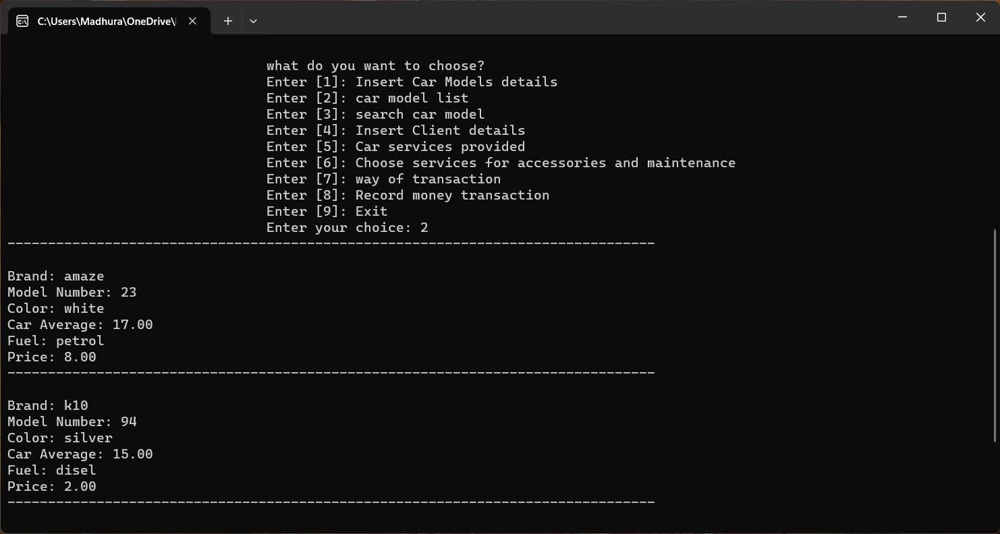 C:\Users\Madhura\OneDrive\
what do you want to choose?
Enter [1]: Insert Car Models details
Enter [2]: car model list
Enter [3]: search car model
Enter [4]: Insert Client details
Enter [5]: Car services provided
Enter [6]: Choose services for accessories and maintenance
Enter [7]: way of transaction
Enter [8]: Record money transaction
Enter [9]: Exit
Enter your choice: 2
--------------------------------------------------------------------------------
Brand: amaze
Model Number: 23
Color: white
Car Average: 17.00
Fuel: petrol
Price: 8.00
--------------------------------------------------------------------------------
Brand: k10
Model Number: 94
Color: silver
Car Average: 15.00
Fuel: disel
Price: 2.00
--------------------------------------------------------------------------------